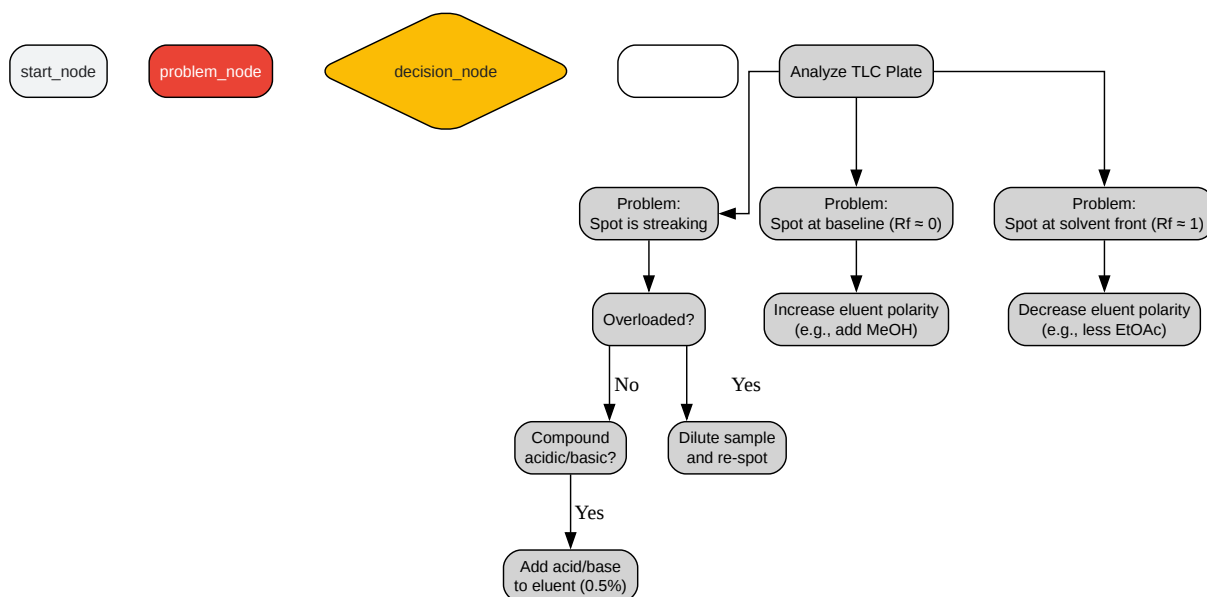 start_node
problem_node
decision_node
Analyze TLC Plate
Problem:
Spot is streaking
Problem:
Spot at baseline (Rf ≈ 0)
Problem:
Spot at solvent front (Rf ≈ 1)
Overloaded?
Increase eluent polarity
(e.g., add MeOH)
Decrease eluent polarity
(e.g., less EtOAc)
No
Yes
Compound
acidic/basic?
Dilute sample
and re-spot
Yes
Add acid/base
to eluent (0.5%)